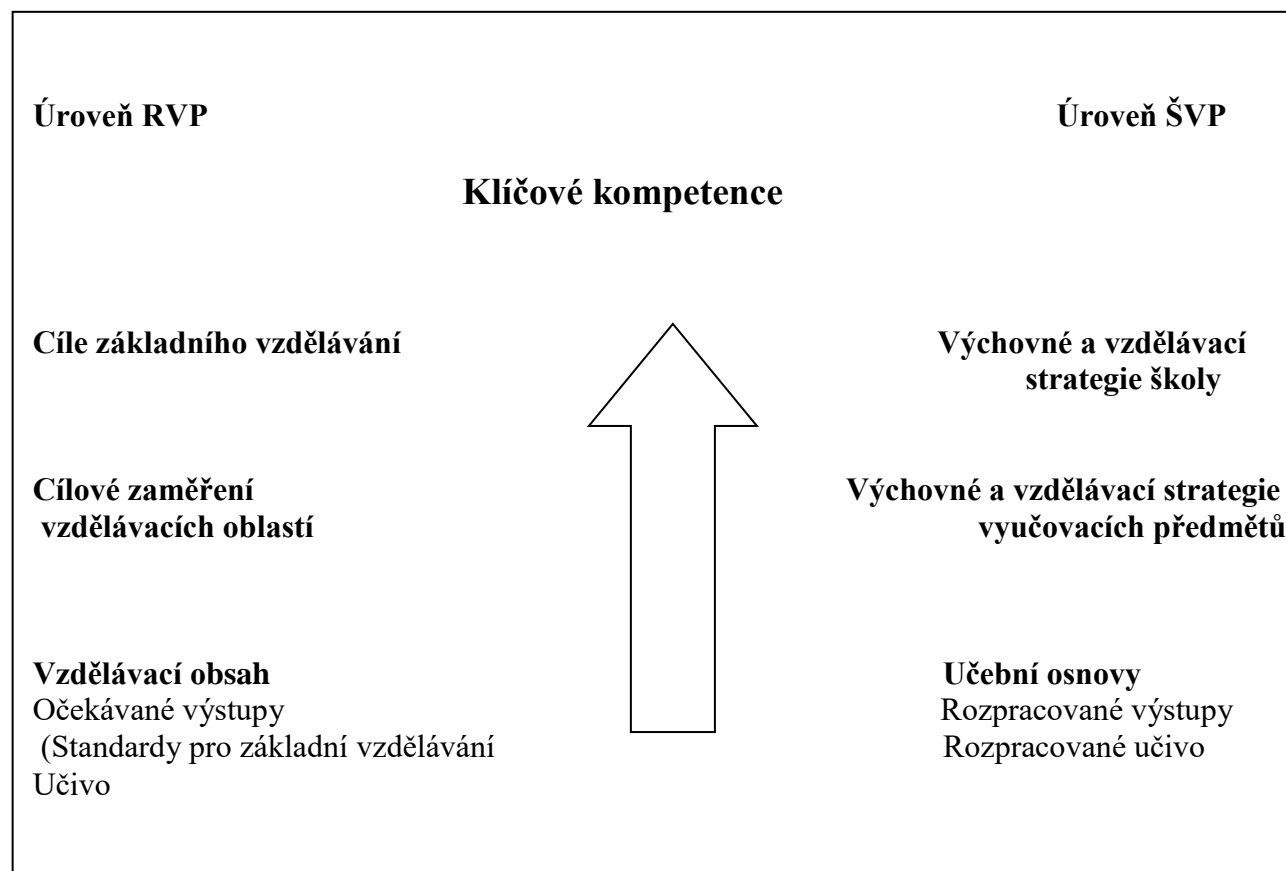 Úroveň RVP
Úroveň ŠVP
Klíčové kompetence
Cíle základního vzdělávání
Výchovné a vzdělávací
strategie školy
Cílové zaměření
vzdělávacích oblastí
Výchovné a vzdělávací strategie
vyučovacích předmětů
Vzdělávací obsah
Očekávané výstupy
(Standardy pro základní vzdělávání
Učivo
Učební osnovy
Rozpracované výstupy
Rozpracované učivo